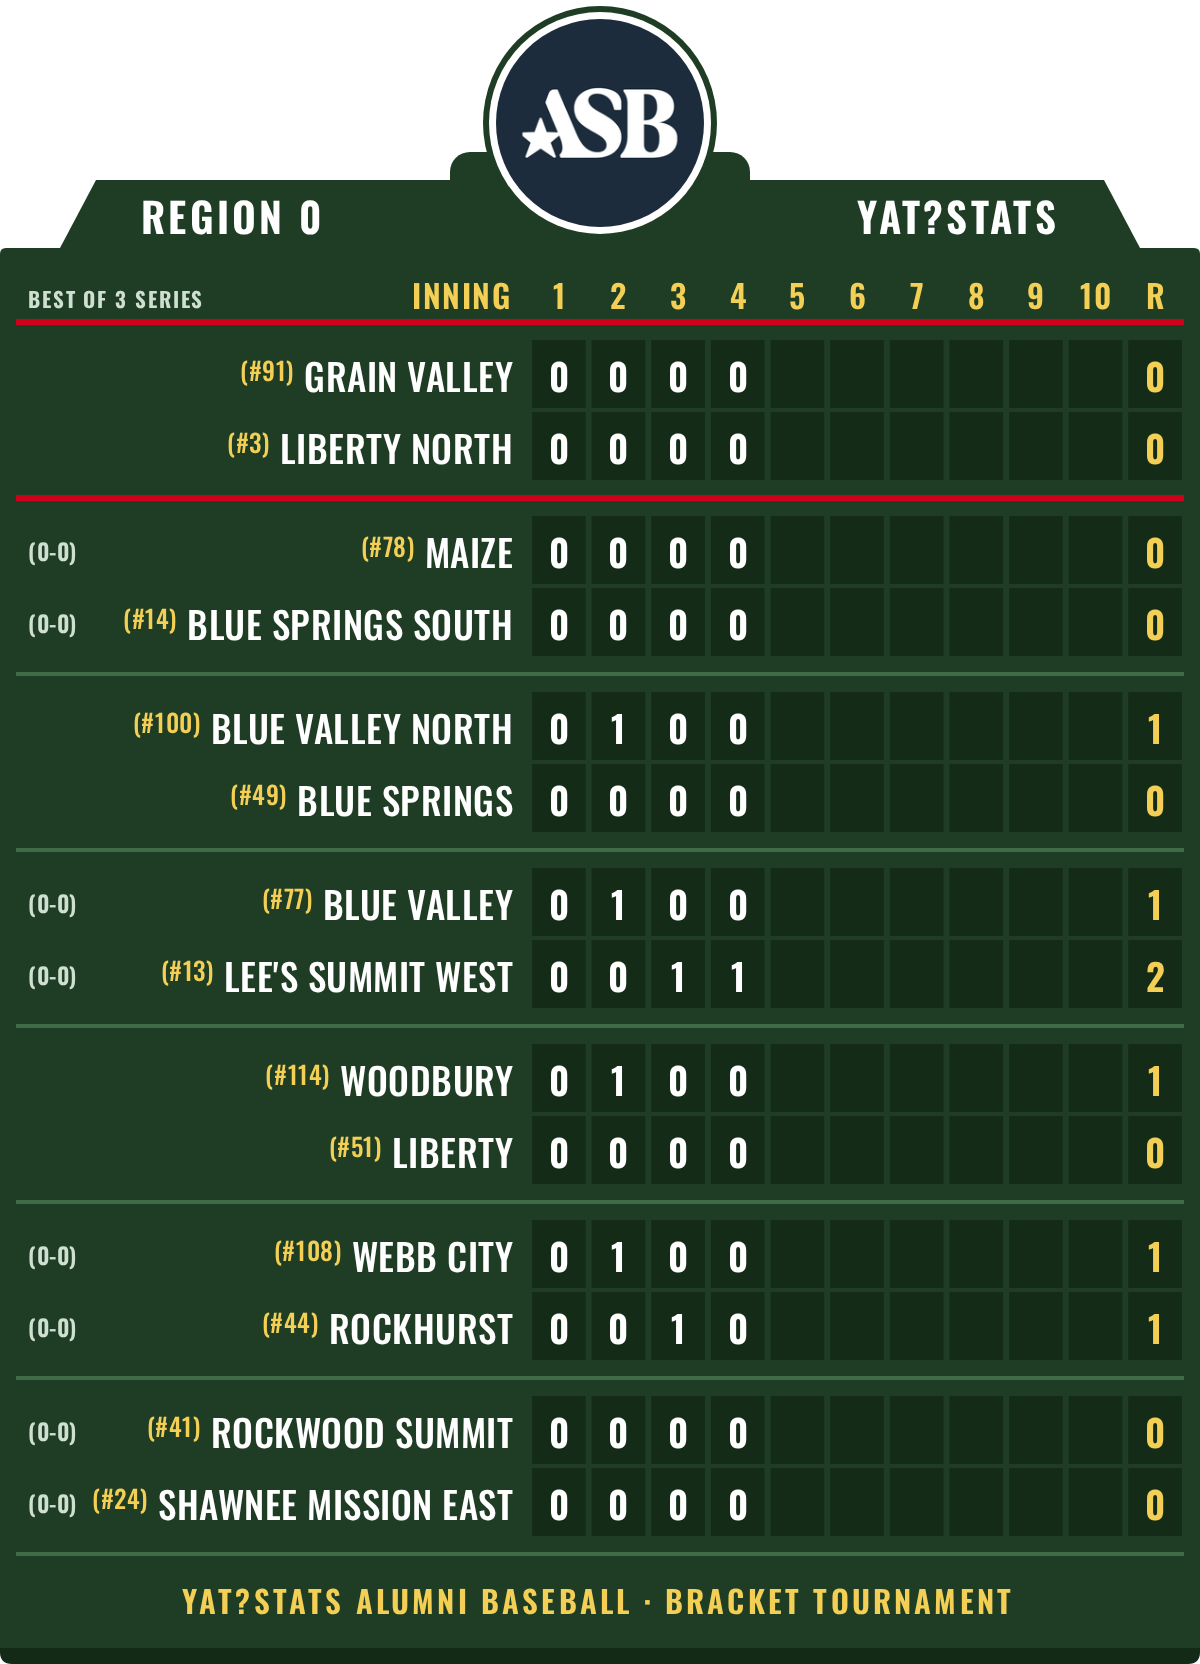 ASB
REGION 0 YAT?STATS
BEST OF 3 SERIES INNING 1 2 3 4 5 6 7 8 9 10 R
(#91) GRAIN VALLEY 0 0 0 0 0
(#3) LIBERTY NORTH 0 0 0 0 0
(0-0) (#78) MAIZE 0 0 0 0 0
(0-0) (#14) BLUE SPRINGS SOUTH 0 0 0 0 0
(#100) BLUE VALLEY NORTH 0 1 0 0 1
(#49) BLUE SPRINGS 0 0 0 0 0
(0-0) (#77) BLUE VALLEY 0 1 0 0 1
(0-0) (#13) LEE'S SUMMIT WEST 0 0 1 1 2
(#114) WOODBURY 0 1 0 0 1
(#51) LIBERTY 0 0 0 0 0
(0-0) (#108) WEBB CITY 0 1 0 0 1
(0-0) (#44) ROCKHURST 0 0 1 0 1
(0-0) (#41) ROCKWOOD SUMMIT 0 0 0 0 0
(0-0) (#24) SHAWNEE MISSION EAST 0 0 0 0 0
YAT?STATS ALUMNI BASEBALL · BRACKET TOURNAMENT